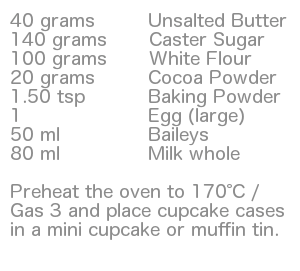 40 grams Unsalted Butter
140 grams Caster Sugar
100 grams White Flour
20 grams Cocoa Powder
1.50 tsp Baking Powder
1 Egg (large)
50 ml Baileys
80 ml Milk whole
Preheat the oven to 170°C /
Gas 3 and place cupcake cases
in a mini cupcake or muffin tin.